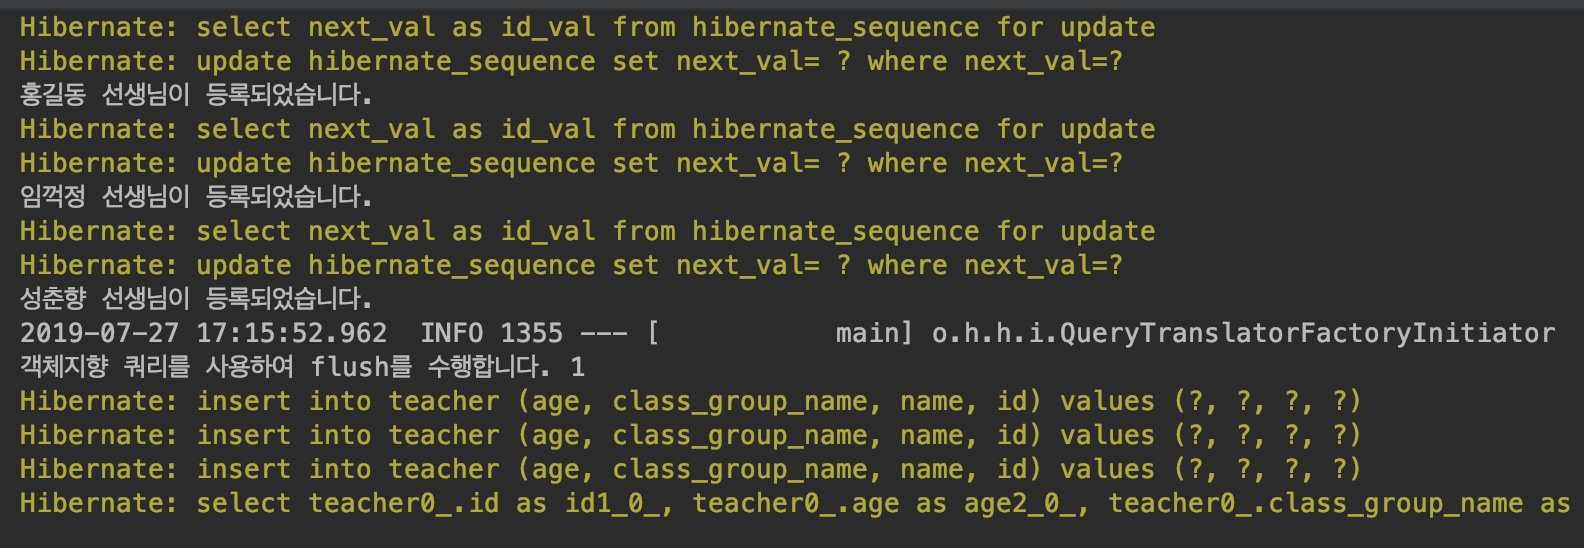 Hibernate: select next_val as id_val from hibernate_sequence for update
Hibernate: update hibernate_sequence set next_val= ? where next_val=?
홍길동 선생님이 등록되었습니다.
Hibernate: select next_val as id_val from hibernate_sequence for update
Hibernate: update hibernate_sequence set next_val= ? where next_val=?
임꺽정 선생님이 등록되었습니다.
Hibernate: select next_val as id_val from hibernate_sequence for update
Hibernate: update hibernate_sequence set next_val= ? where next_val=?
성춘향 선생님이 등록되었습니다.
2019-07-27 17:15:52.962  INFO 1355 --- [           main] o.h.h.i.QueryTranslatorFactoryInitiator
객체지향 쿼리를 사용하여 flush를 수행합니다. 1
Hibernate: insert into teacher (age, class_group_name, name, id) values (?, ?, ?, ?)
Hibernate: insert into teacher (age, class_group_name, name, id) values (?, ?, ?, ?)
Hibernate: insert into teacher (age, class_group_name, name, id) values (?, ?, ?, ?)
Hibernate: select teacher0_.id as id1_0_, teacher0_.age as age2_0_, teacher0_.class_group_name as